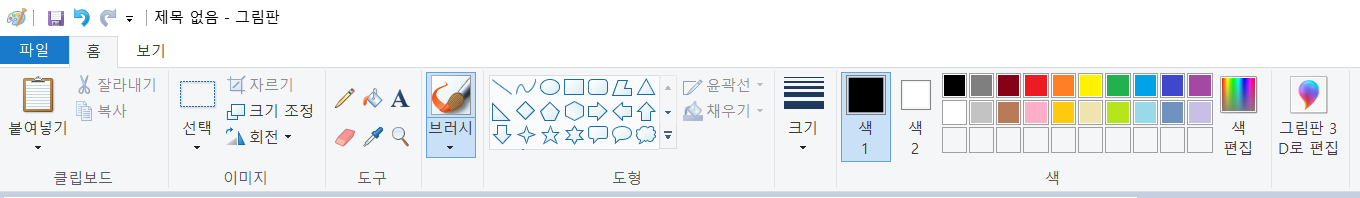 제목 없음 - 그림판
파일
홈
보기
붙여넣기
잘라내기
복사
클립보드
선택
자르기
크기 조정
회전
이미지
A
도구
브러시
윤곽선
채우기
도형
크기
색
1
색
2
색
편집
색
그림판 3
D로 편집